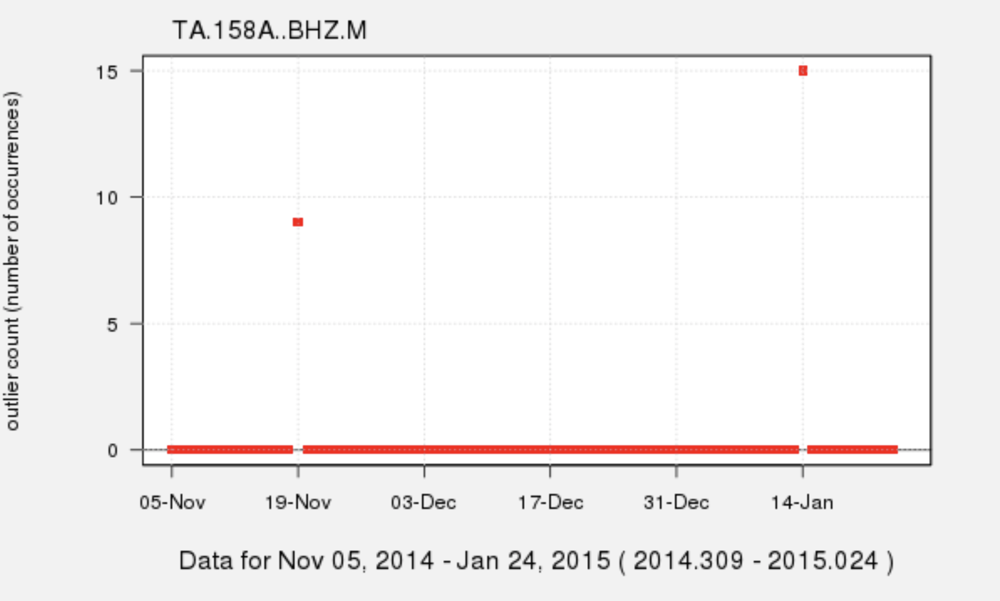 TA.158A..BHZ.M
outlier count (number of occurrences)
15
10
5
0
05-Nov 19-Nov 03-Dec 17-Dec 31-Dec 14-Jan
Data for Nov 05, 2014 - Jan 24, 2015 ( 2014.309 - 2015.024 )